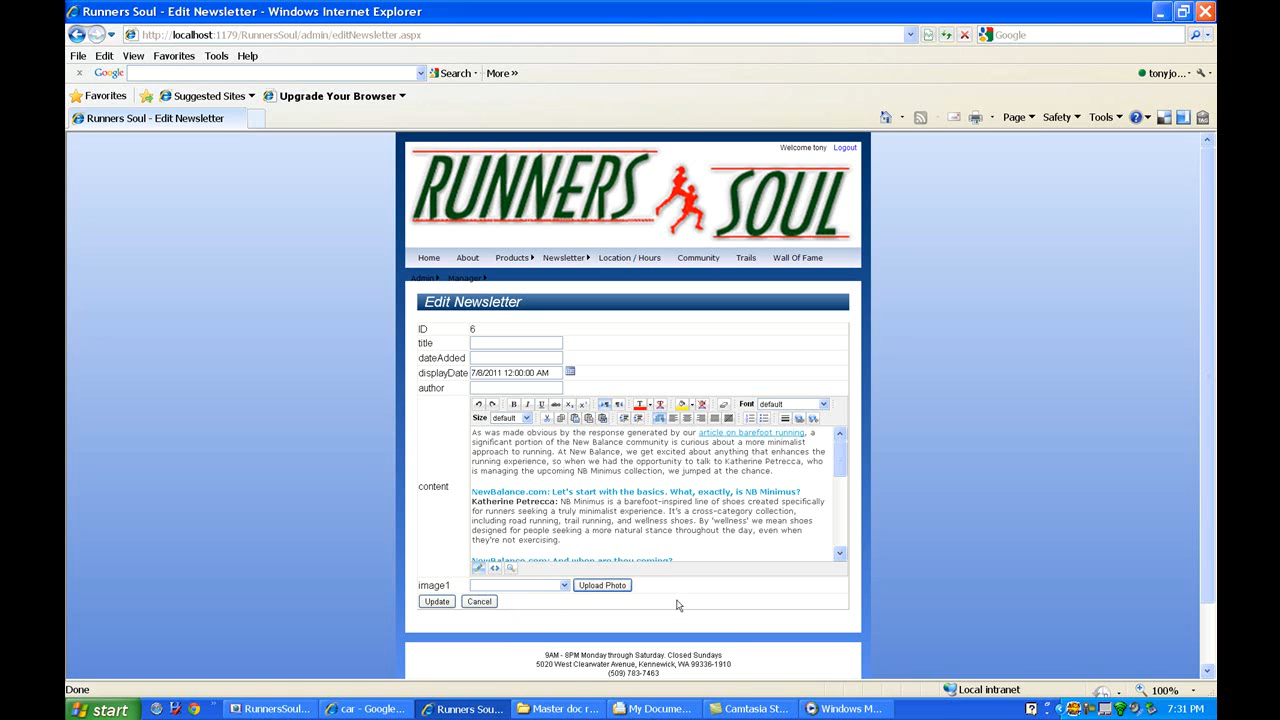 Runners Soul - Edit Newsletter - Windows Internet Explorer
http://localhost:1179/RunnersSoul/admin/editNewsletter.aspx
Google
File Edit View Favorites Tools Help
x Google Search More »
tonyjo...
Favorites Suggested Sites Upgrade Your Browser
Runners Soul - Edit Newsletter
Page Safety Tools
Welcome tony Logout
RUNNERS SOUL
Home About Products Newsletter Location / Hours Community Trails Wall Of Fame
Admin Manager
Edit Newsletter
ID 6
title
dateAdded
displayDate 7/8/2011 12:00:00 AM
author
Font default
Size default
content
As was made obvious by the response generated by our article on barefoot running, a
significant portion of the New Balance community is curious about a more minimalist
approach to running. At New Balance, we get excited about anything that enhances the
running experience, so when we had the opportunity to talk to Katherine Petrecca, who
is managing the upcoming NB Minimus collection, we jumped at the chance.
NewBalance.com: Let's start with the basics. What, exactly, is NB Minimus?
Katherine Petrecca: NB Minimus is a barefoot-inspired line of shoes created specifically
for runners seeking a truly minimalist experience. It's a cross-category collection,
including road running, trail running, and wellness shoes. By 'wellness' we mean shoes
designed for people seeking a more natural stance throughout the day, even when
they're not exercising.
NewBalance.com: And when are they coming?
image1 Upload Photo
Update Cancel
9AM - 8PM Monday through Saturday. Closed Sundays
5020 West Clearwater Avenue, Kennewick, WA 99336-1910
(509) 783-7463
Done Local intranet 100%
start RunnersSoul... car - Google... Runners Sou... Master doc r... My Docume... Camtasia St... Windows M... 7:31 PM